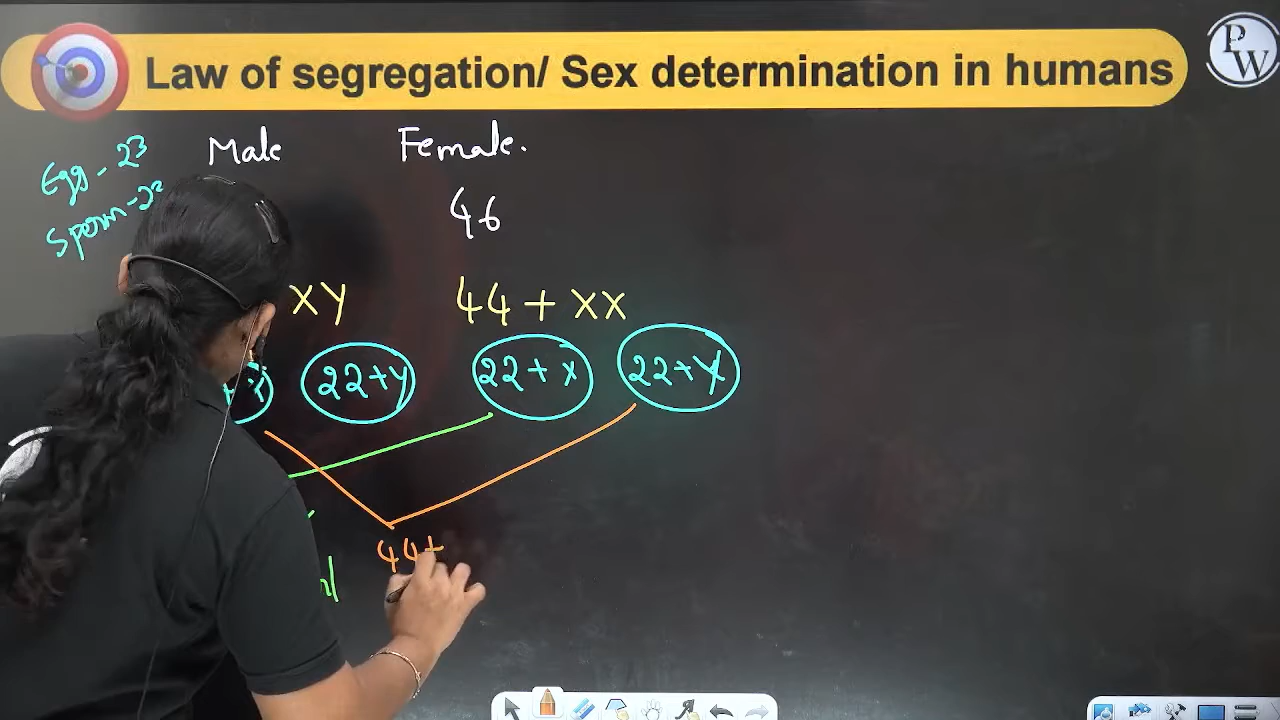 Law of segregation/ Sex determination in humans
PW
Egg - 23
Sperm - 23
Male Female.
46
XY 44 + XX
22+y 22 + x 22+X
44+